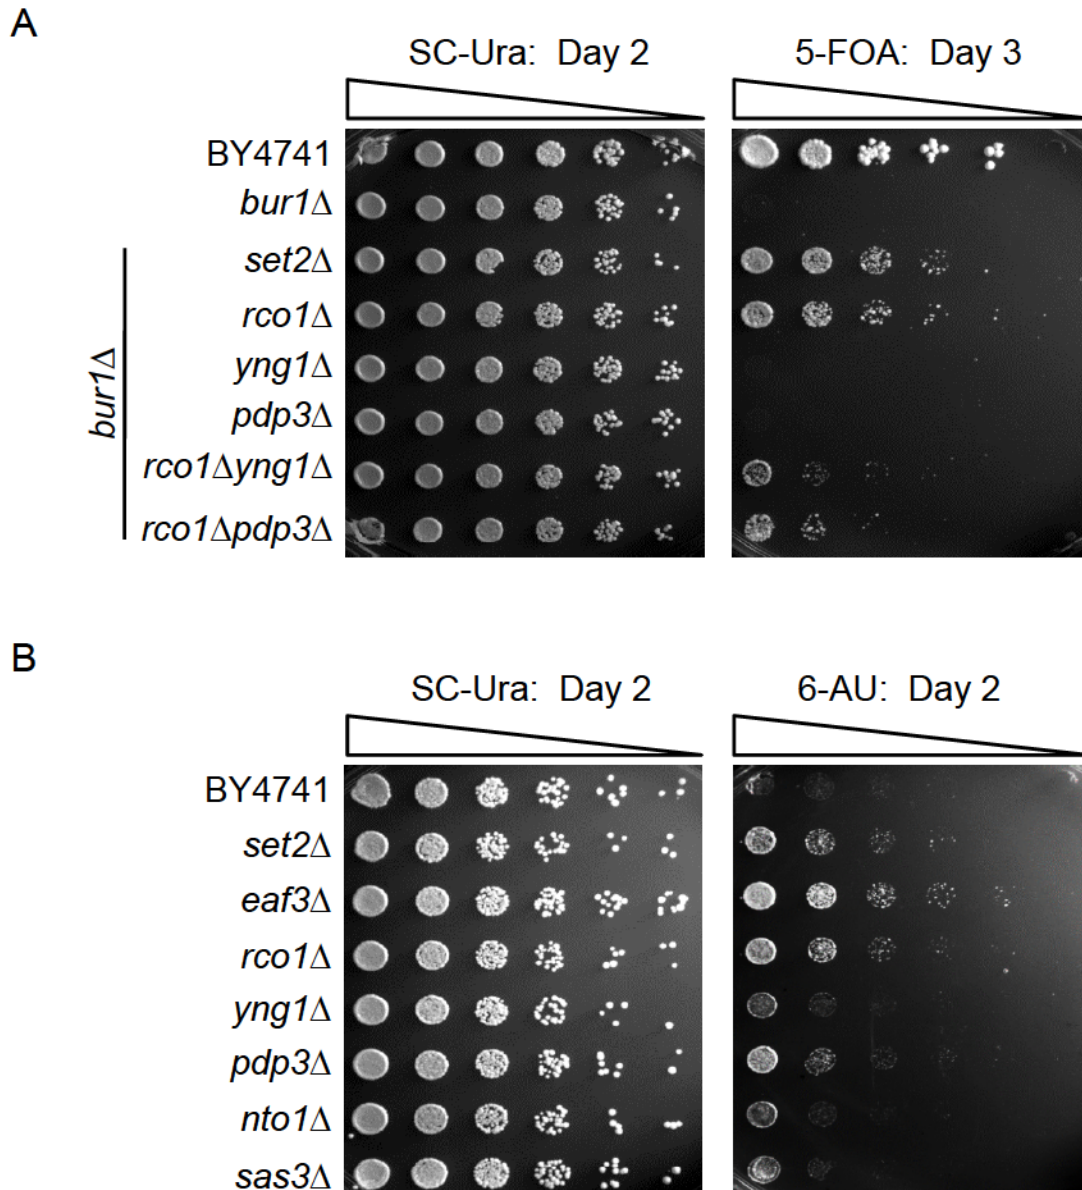 A
SC-Ura: Day 2
5-FOA: Day 3
BY4741
bur1Δ
set2Δ
rco1Δ
yng1Δ
pdp3Δ
rco1Δyng1Δ
rco1Δpdp3Δ
bur1Δ
B
SC-Ura: Day 2
6-AU: Day 2
BY4741
set2Δ
eaf3Δ
rco1Δ
yng1Δ
pdp3Δ
nto1Δ
sas3Δ